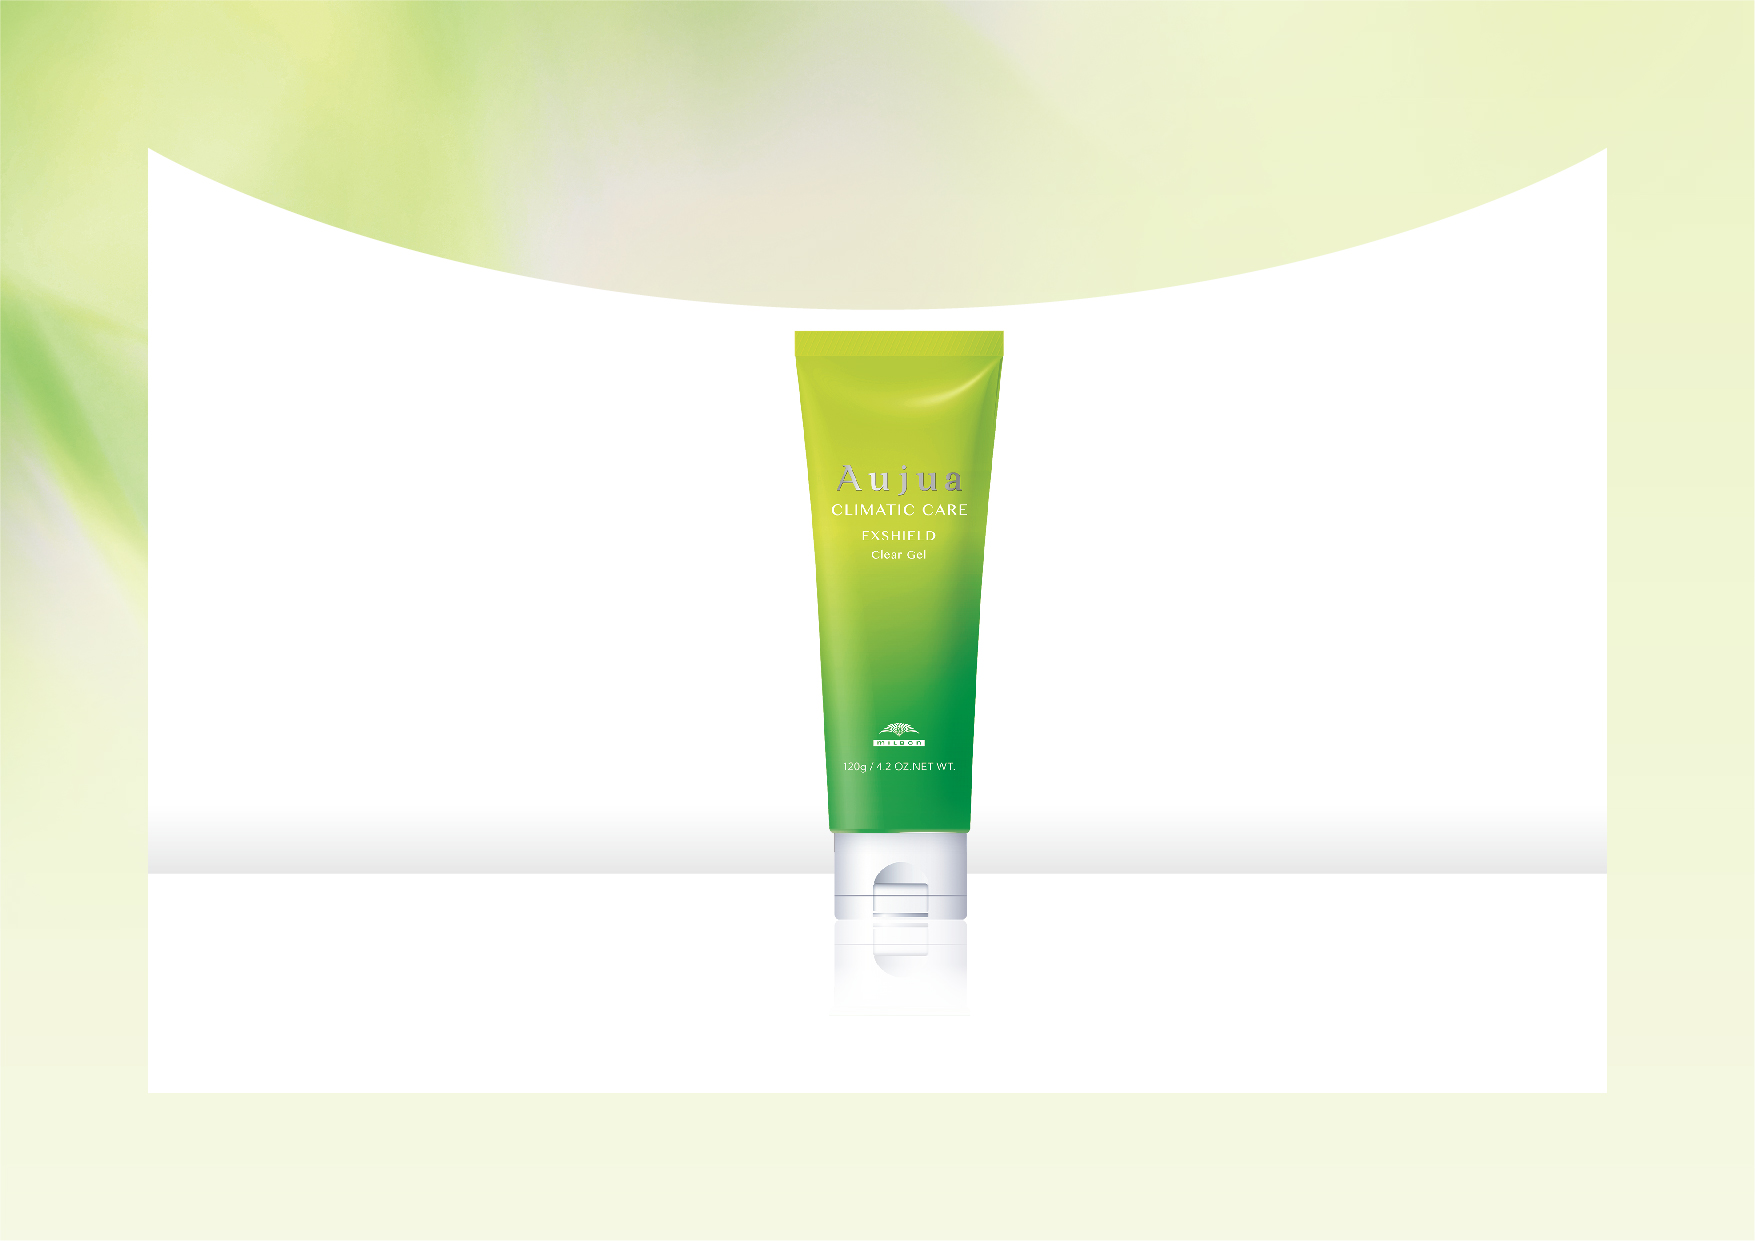 Aujua
CLIMATIC CARE
EXSHIELD
Clear Gel
milbon
120g / 4.2 OZ.NET WT.